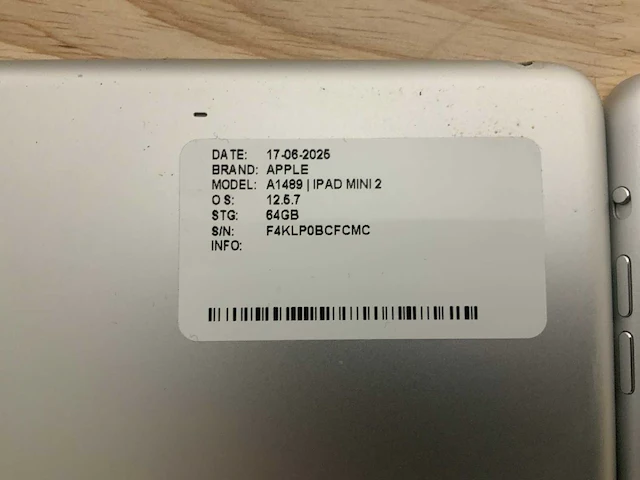 DATE: 17-06-2025
BRAND: APPLE
MODEL: A1489 | IPAD MINI 2
O S: 12.5.7
STG: 64GB
S/N: F4KLP0BCFCMC
INFO: